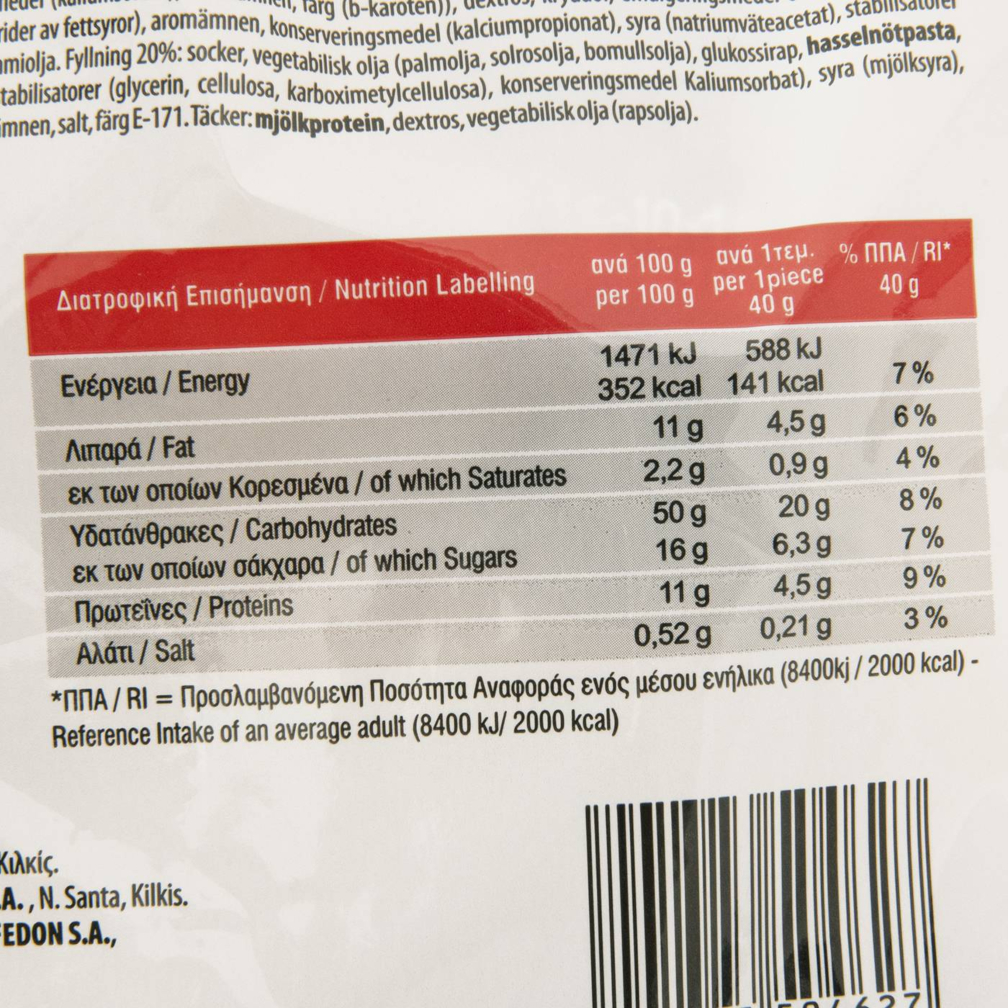 färg (b-karoten)),
rider av fettsyror), aromämnen, konserveringsmedel (kalciumpropionat), syra (natriumväteacetat),
miolja. Fyllning 20%: socker, vegetabilisk olja (palmolja, solrosolja, bomullsolja), glukossirap, hasselnötpasta,
tabilisatorer (glycerin, cellulosa, karboximetylcellulosa), konserveringsmedel Kaliumsorbat), syra (mjölksyra),
mnen, salt, färg E-171. Täcker: mjölkprotein, dextros, vegetabilisk olja (rapsolja).
Διατροφική Επισήμανση / Nutrition Labelling ανά 100 g ανά 1τεμ. % ΠΠΑ / RI*
per 100 g per 1piece 40 g
40 g
1471 kJ 588 kJ
Ενέργεια / Energy 352 kcal 141 kcal 7 %
Λιπαρά / Fat 11 g 4,5 g 6 %
εκ των οποίων Κορεσμένα / of which Saturates 2,2 g 0,9 g 4 %
Υδατάνθρακες / Carbohydrates 50 g 20 g 8 %
εκ των οποίων σάκχαρα / of which Sugars 16 g 6,3 g 7 %
Πρωτεΐνες / Proteins 11 g 4,5 g 9 %
Αλάτι / Salt 0,52 g 0,21 g 3 %
*ΠΠΑ / RI = Προσλαμβανόμενη Ποσότητα Αναφοράς ενός μέσου ενήλικα (8400kj / 2000 kcal) -
Reference Intake of an average adult (8400 kJ/ 2000 kcal)
Κιλκίς.
A. , N. Santa, Kilkis.
EDON S.A.,